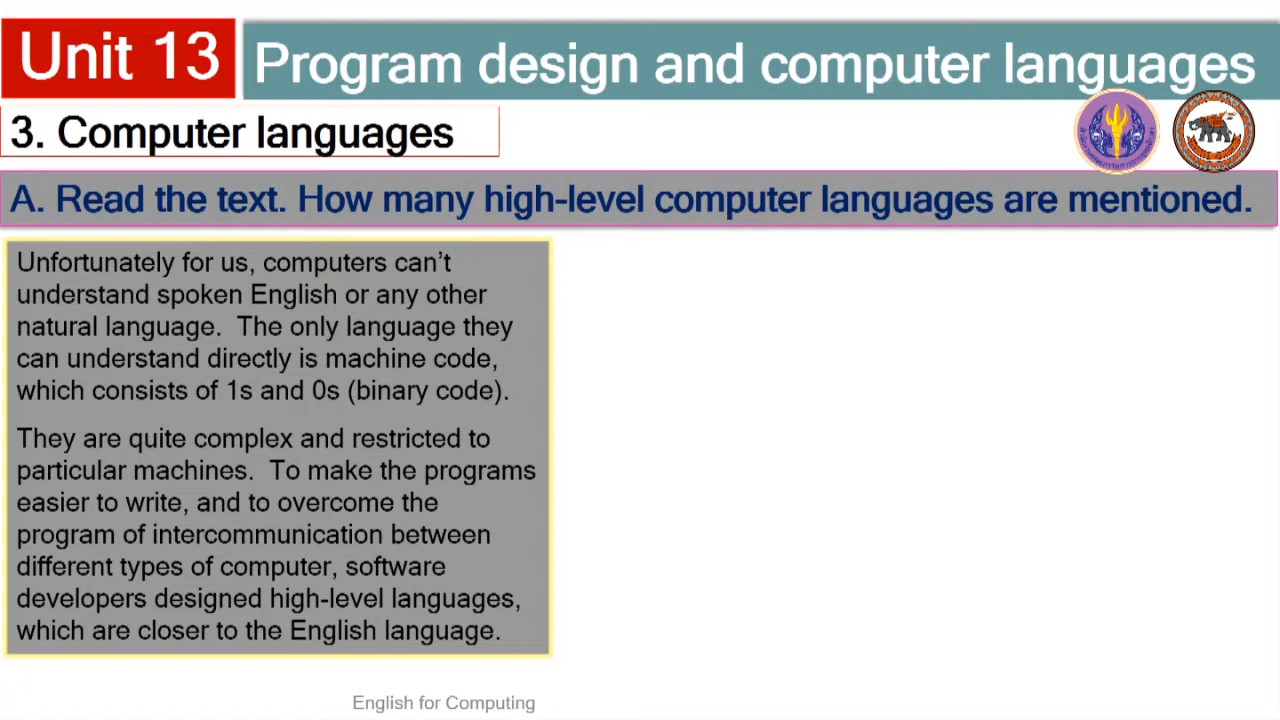 Unit 13
Program design and computer languages
3. Computer languages
A. Read the text. How many high-level computer languages are mentioned.
Unfortunately for us, computers can’t
understand spoken English or any other
natural language. The only language they
can understand directly is machine code,
which consists of 1s and 0s (binary code).
They are quite complex and restricted to
particular machines. To make the programs
easier to write, and to overcome the
program of intercommunication between
different types of computer, software
developers designed high-level languages,
which are closer to the English language.
English for Computing